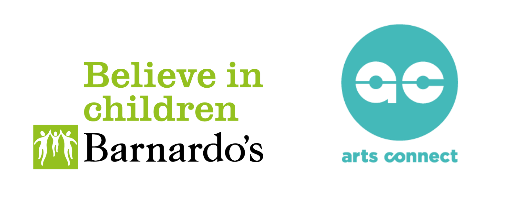 Believe in
children
Barnardo's
ac
arts connect